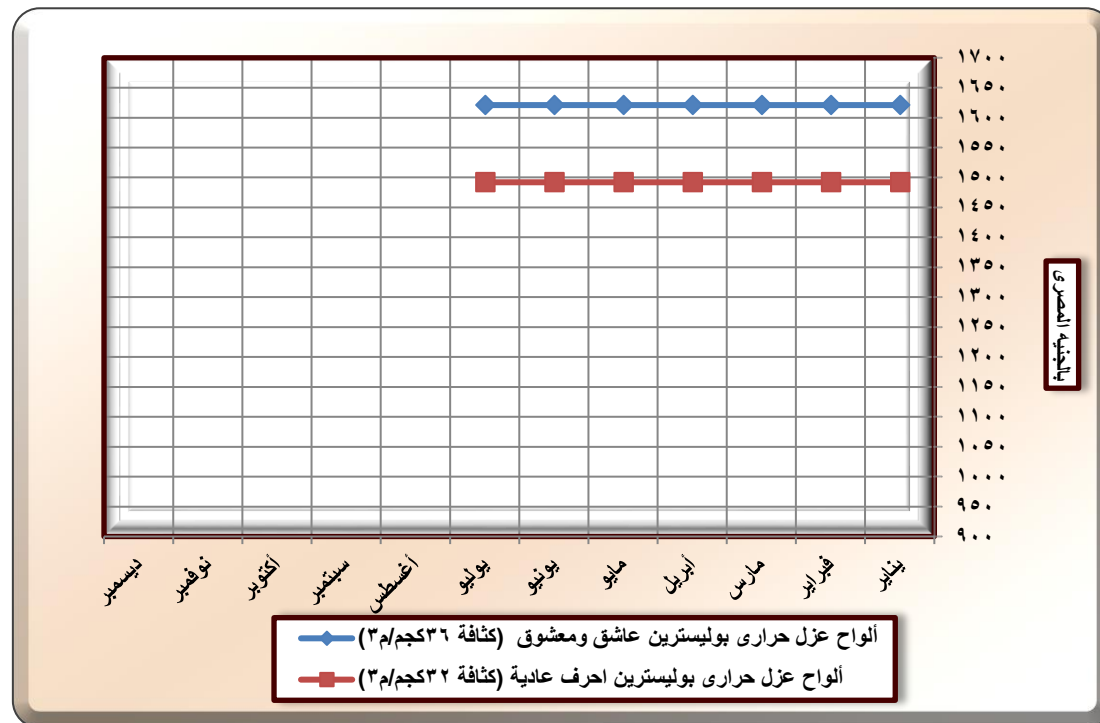 ١٧٠٠
١٦٥٠
١٦٠٠
١٥٥٠
١٥٠٠
١٤٥٠
١٤٠٠
١٣٥٠
١٣٠٠
١٢٥٠
١٢٠٠
١١٥٠
١١٠٠
١٠٥٠
١٠٠٠
٩٥٠
٩٠٠
بالجنيه المصرى
يناير
فبراير
مارس
أبريل
مايو
يونيو
يوليو
أغسطس
سبتمبر
أكتوبر
نوفمبر
ديسمبر
ألواح عزل حرارى بوليسترين عاشق ومعشوق (كثافة ٣٦كجم/م٣)
ألواح عزل حرارى بوليسترين احرف عادية (كثافة ٣٢كجم/م٣)